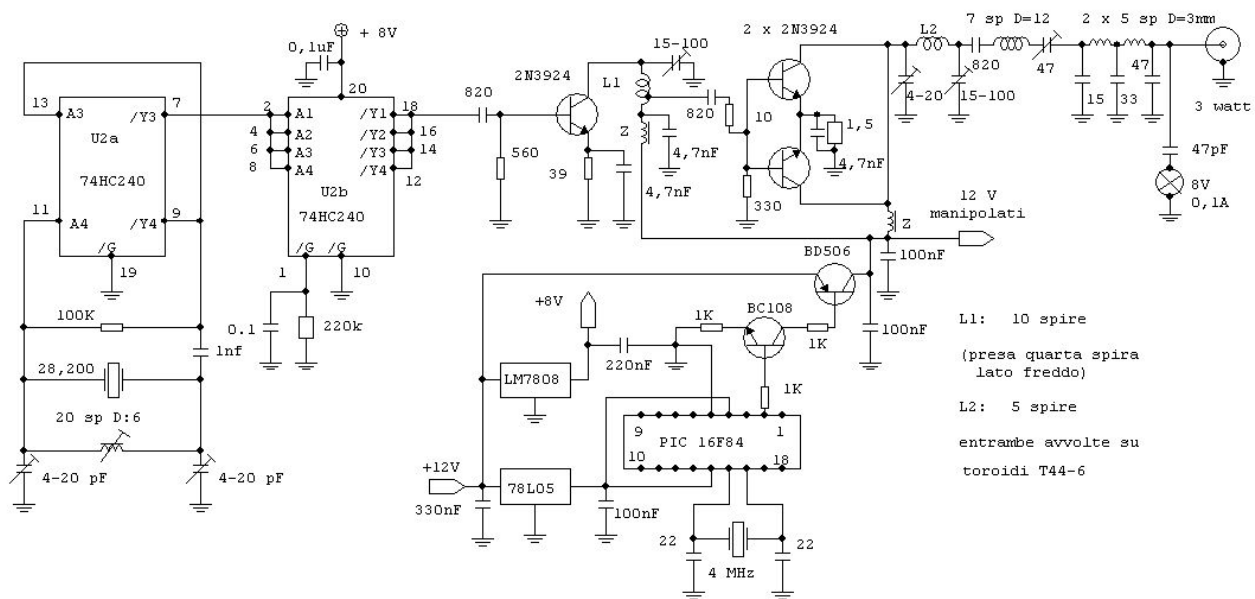 + 8V
0,1uF
20
13
A3
/Y3
7
U2a
74HC240
11
A4
/Y4
9
/G
19
2
A1
/Y1
18
4
A2
/Y2
16
6
A3
/Y3
14
8
A4
/Y4
12
U2b
74HC240
/G
/G
1
10
0.1
220k
100K
1nf
28,200
20 sp D:6
4-20 pF
4-20 pF
820
560
2N3924
39
4,7nF
L1
15-100
Z
4,7nF
820
10
330
2 x 2N3924
1,5
4,7nF
4-20
L2
15-100
7 sp D=12
820
47
2 x 5 sp D=3mm
15
33
47
3 watt
47pF
8V
0,1A
12 V
manipolati
Z
100nF
BD506
100nF
+8V
BC108
1K
1K
1K
LM7808
220nF
9
1
PIC 16F84
10
18
+12V
78L05
330nF
100nF
22
22
4 MHz
L1: 10 spire
(presa quarta spira
lato freddo)
L2: 5 spire
entrambe avvolte su
toroidi T44-6